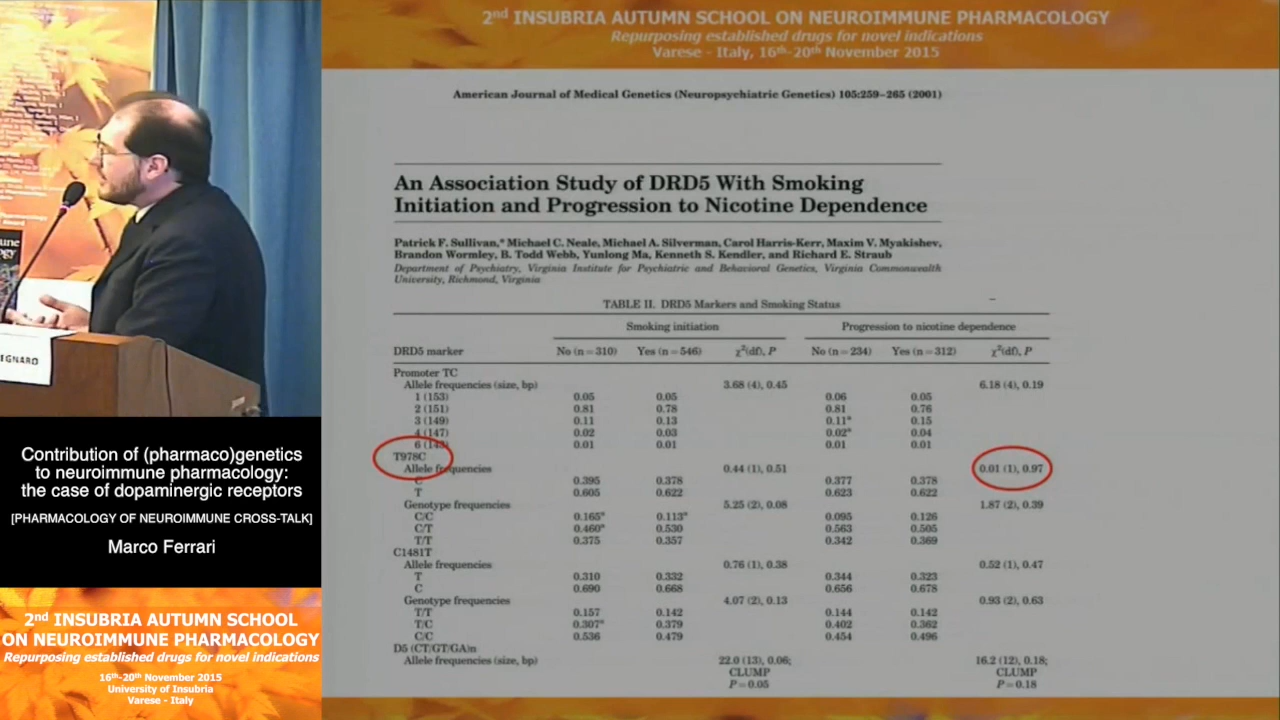 2nd INSUBRIA AUTUMN SCHOOL ON NEUROIMMUNE PHARMACOLOGY
Repurposing established drugs for novel indications
Varese - Italy, 16th-20th November 2015
American Journal of Medical Genetics (Neuropsychiatric Genetics) 105:259–265 (2001)
An Association Study of DRD5 With Smoking
Initiation and Progression to Nicotine Dependence
Patrick F. Sullivan,* Michael C. Neale, Michael A. Silverman, Carol Harris-Kerr, Maxim V. Myakishev,
Brandon Wormley, B. Todd Webb, Yunlong Ma, Kenneth S. Kendler, and Richard E. Straub
Department of Psychiatry, Virginia Institute for Psychiatric and Behavioral Genetics, Virginia Commonwealth
University, Richmond, Virginia
TABLE II. DRD5 Markers and Smoking Status
Smoking initiation Progression to nicotine dependence
DRD5 marker No (n = 310) Yes (n = 546) χ²(df), P No (n = 234) Yes (n = 312) χ²(df), P
Promoter TC
Allele frequencies (size, bp) 3.68 (4), 0.45 6.18 (4), 0.19
1 (153) 0.05 0.05 0.06 0.05
2 (151) 0.81 0.78 0.81 0.76
3 (149) 0.11 0.13 0.11* 0.15
4 (147) 0.02 0.03 0.02* 0.04
6 (143) 0.01 0.01 0.01 0.01
T978C
Allele frequencies 0.44 (1), 0.51 0.01 (1), 0.97
C 0.395 0.378 0.377 0.378
T 0.605 0.622 0.623 0.622
Genotype frequencies 5.25 (2), 0.08 1.87 (2), 0.39
C/C 0.165* 0.113* 0.095 0.126
C/T 0.460* 0.530 0.563 0.505
T/T 0.375 0.357 0.342 0.369
C1481T
Allele frequencies 0.76 (1), 0.38 0.52 (1), 0.47
T 0.310 0.332 0.344 0.323
C 0.690 0.668 0.656 0.678
Genotype frequencies 4.07 (2), 0.13 0.93 (2), 0.63
T/T 0.157 0.142 0.144 0.142
T/C 0.307* 0.379 0.402 0.362
C/C 0.536 0.479 0.454 0.496
D5 (CT/GT/GA)n
Allele frequencies (size, bp) 22.0 (13), 0.06; 16.2 (12), 0.18;
CLUMP CLUMP
P = 0.05 P = 0.18
EGNARO
Contribution of (pharmaco)genetics
to neuroimmune pharmacology:
the case of dopaminergic receptors
[PHARMACOLOGY OF NEUROIMMUNE CROSS-TALK]
Marco Ferrari
2nd INSUBRIA AUTUMN SCHOOL
ON NEUROIMMUNE PHARMACOLOGY
Repurposing established drugs for novel indications
16th-20th November 2015
University of Insubria
Varese - Italy